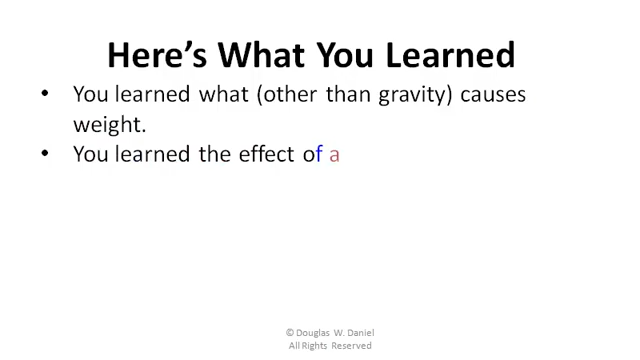 Here’s What You Learned
• You learned what (other than gravity) causes
weight.
• You learned the effect of a
© Douglas W. Daniel
All Rights Reserved